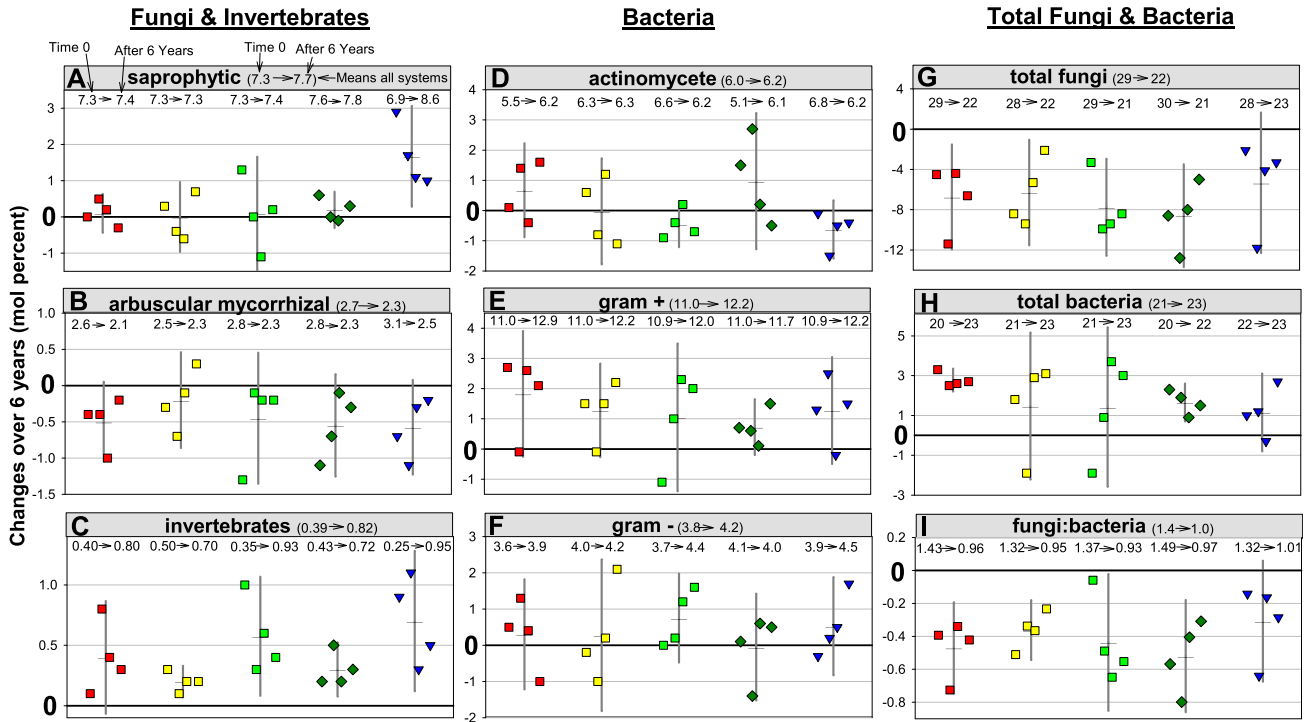 Fungi & Invertebrates
Bacteria
Total Fungi & Bacteria
Changes over 6 years (mol percent)
Time 0
After 6 Years
Time 0
After 6 Years
A saprophytic (7.3→7.7)←Means all systems
7.3→7.4 7.3→7.3 7.3→7.4 7.6→7.8 6.9→8.6
3
2
1
0
-1
B arbuscular mycorrhizal (2.7→2.3)
2.6→2.1 2.5→2.3 2.8→2.3 2.8→2.3 3.1→2.5
1.0
0.5
0
-0.5
-1.0
-1.5
C invertebrates (0.39→0.82)
0.40→0.80 0.50→0.70 0.35→0.93 0.43→0.72 0.25→0.95
1.0
0.5
0
D actinomycete (6.0→6.2)
5.5→6.2 6.3→6.3 6.6→6.2 5.1→6.1 6.8→6.2
4
3
2
1
0
-1
-2
E gram + (11.0→12.2)
11.0→12.9 11.0→12.2 10.9→12.0 11.0→11.7 10.9→12.2
4
3
2
1
0
-1
F gram - (3.8→4.2)
3.6→3.9 4.0→4.2 3.7→4.4 4.1→4.0 3.9→4.5
3
2
1
0
-1
-2
G total fungi (29→22)
29→22 28→22 29→21 30→21 28→23
4
0
-4
-8
-12
H total bacteria (21→23)
20→23 21→23 21→23 20→22 22→23
5
3
1
0
-1
-3
I fungi:bacteria (1.4→1.0)
1.43→0.96 1.32→0.95 1.37→0.93 1.49→0.97 1.32→1.01
0.2
0
-0.2
-0.4
-0.6
-0.8